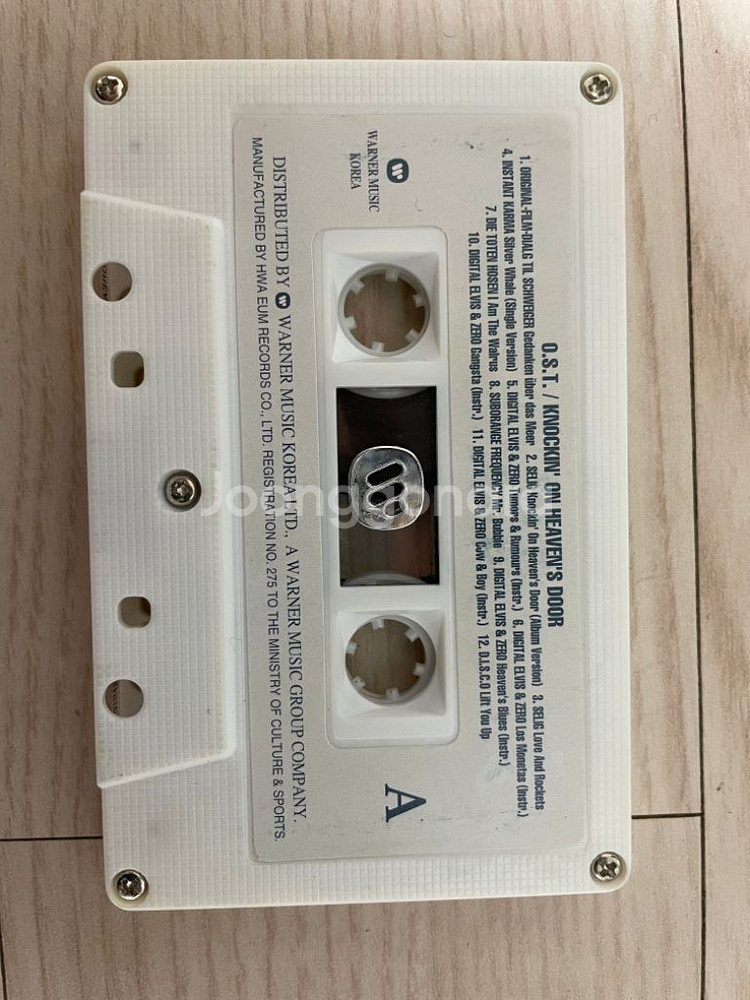 O.S.T. / KNOCKIN' ON HEAVEN'S DOOR
1. ORIGINAL-FILM-DIALG TIL SCHWEIGER Gedanken über das Meer 2. SELIG Knockin' On Heaven's Door (Album Version) 3. SELIG Love And Rockets
4. INSTANT KARMA Silver Whale (Single Version) 5. DIGITAL ELVIS & ZERO Tumors & Rumours (Instr.) 6. DIGITAL ELVIS & ZERO Los Monetas (Instr.)
7. DIE TOTEN HOSEN I Am The Walrus 8. SUBORANGE FREQUENCY Mr. Bubble 9. DIGITAL ELVIS & ZERO Heaven's Blues (Instr.)
10. DIGITAL ELVIS & ZERO Gangsta (Instr.) 11. DIGITAL ELVIS & ZERO Cow & Boy (Instr.) 12. D.I.S.C.O Lift You Up
WARNER MUSIC
KOREA
A
DISTRIBUTED BY WARNER MUSIC KOREA LTD., A WARNER MUSIC GROUP COMPANY.
MANUFACTURED BY HWA EUM RECORDS CO., LTD. REGISTRATION NO. 275 TO THE MINISTRY OF CULTURE & SPORTS.